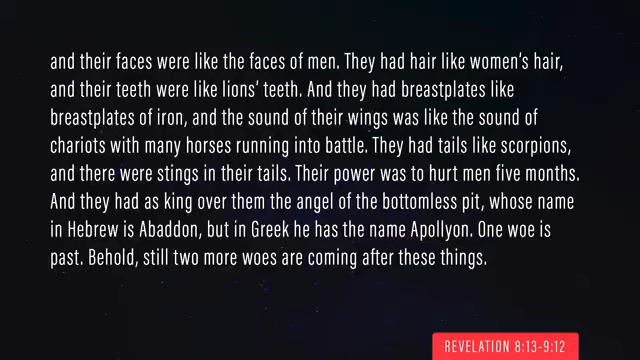 and their faces were like the faces of men. They had hair like women’s hair,
and their teeth were like lions’ teeth. And they had breastplates like
breastplates of iron, and the sound of their wings was like the sound of
chariots with many horses running into battle. They had tails like scorpions,
and there were stings in their tails. Their power was to hurt men five months.
And they had as king over them the angel of the bottomless pit, whose name
in Hebrew is Abaddon, but in Greek he has the name Apollyon. One woe is
past. Behold, still two more woes are coming after these things.
REVELATION 8:13-9:12